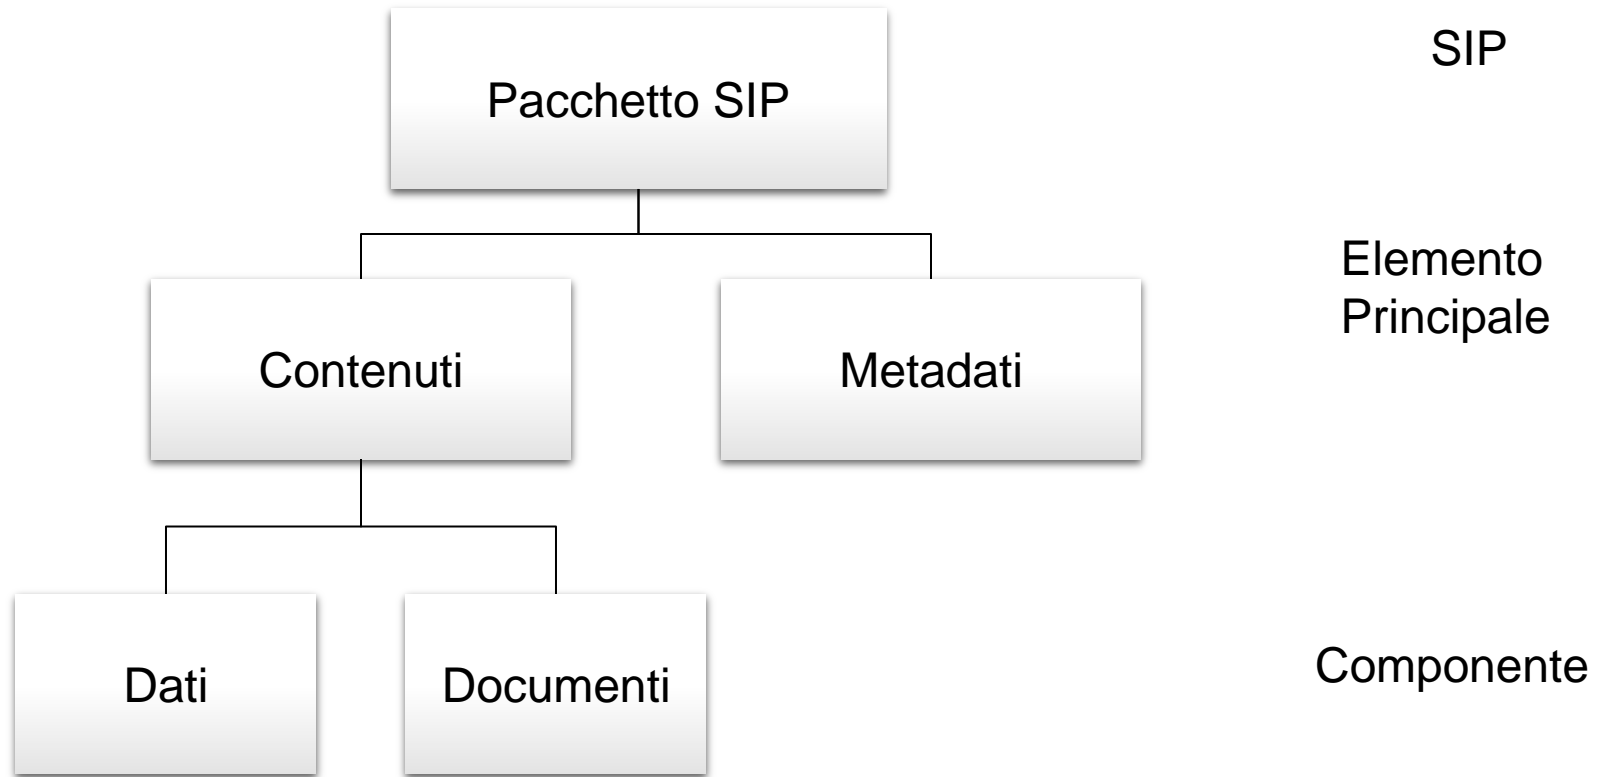 Pacchetto SIP
SIP
Contenuti
Metadati
Elemento
Principale
Dati
Documenti
Componente